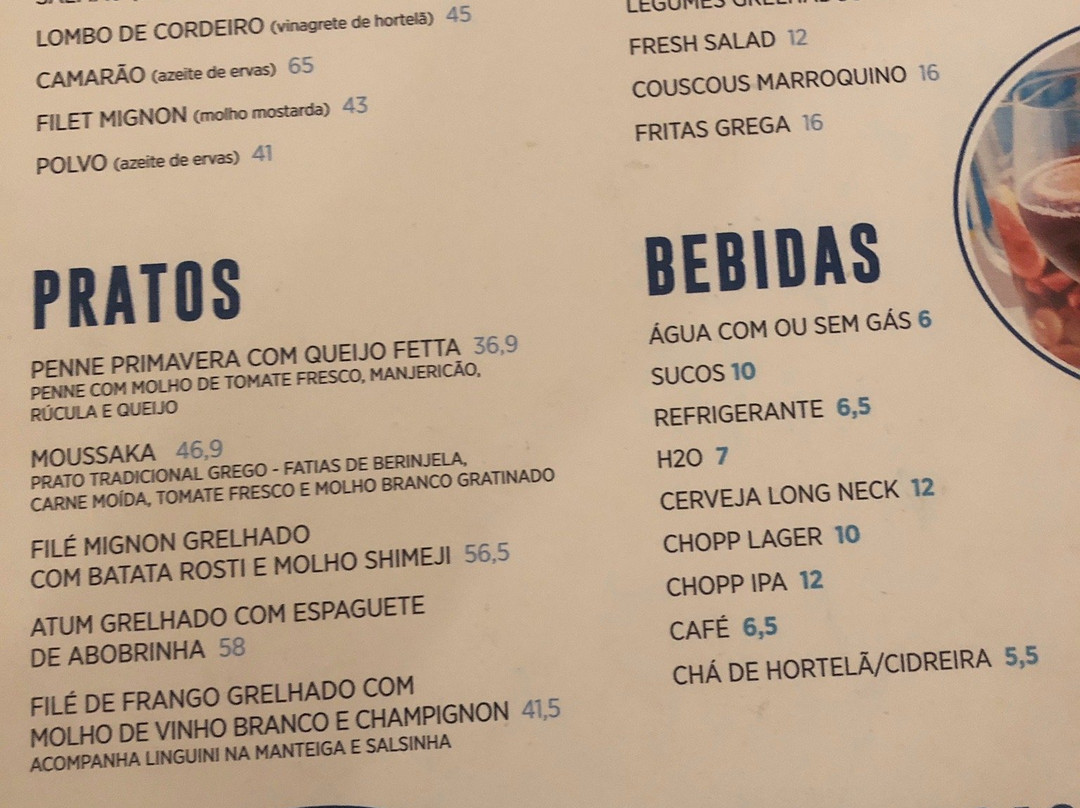 LOMBO DE CORDEIRO (vinagrete de hortelã) 45
CAMARÃO (azeite de ervas) 65
FILET MIGNON (molho mostarda) 43
POLVO (azeite de ervas) 41
PRATOS
PENNE PRIMAVERA COM QUEIJO FETTA 36,9
PENNE COM MOLHO DE TOMATE FRESCO, MANJERICÃO,
RÚCULA E QUEIJO
MOUSSAKA 46,9
PRATO TRADICIONAL GREGO - FATIAS DE BERINJELA,
CARNE MOÍDA, TOMATE FRESCO E MOLHO BRANCO GRATINADO
FILÉ MIGNON GRELHADO
COM BATATA ROSTI E MOLHO SHIMEJI 56,5
ATUM GRELHADO COM ESPAGUETE
DE ABOBRINHA 58
FILÉ DE FRANGO GRELHADO COM
MOLHO DE VINHO BRANCO E CHAMPIGNON 41,5
ACOMPANHA LINGUINI NA MANTEIGA E SALSINHA
LEGUMES
FRESH SALAD 12
COUSCOUS MARROQUINO 16
FRITAS GREGA 16
BEBIDAS
ÁGUA COM OU SEM GÁS 6
SUCOS 10
REFRIGERANTE 6,5
H2O 7
CERVEJA LONG NECK 12
CHOPP LAGER 10
CHOPP IPA 12
CAFÉ 6,5
CHÁ DE HORTELÃ/CIDREIRA 5,5